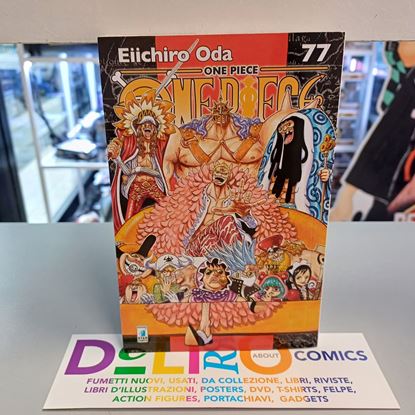 Eiichiro Oda 77
ONE PIECE
ONE PIECE
STAR
DELIRIO ABOUT COMICS
FUMETTI NUOVI, USATI, DA COLLEZIONE, LIBRI, RIVISTE,
LIBRI D'ILLUSTRAZIONI, POSTERS, DVD, T-SHIRTS, FELPE,
ACTION FIGURES, PORTACHIAVI, GADGETS